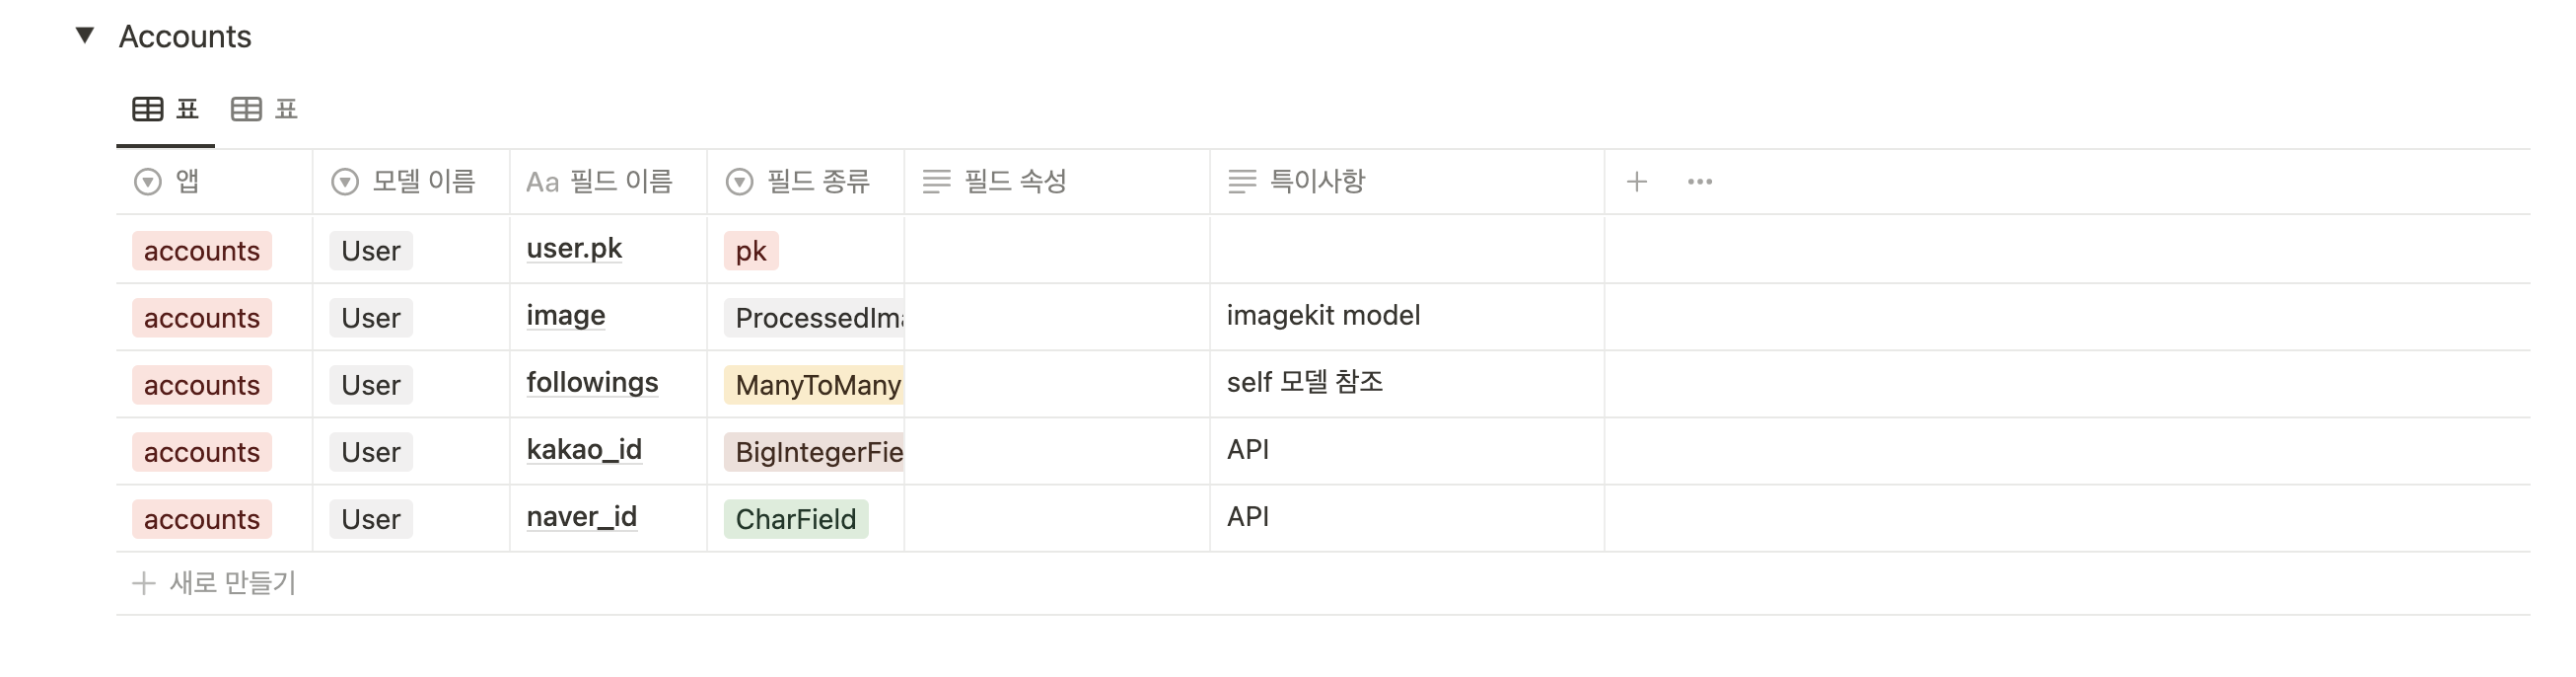 Accounts
표 표
앱 모델 이름 Aa 필드 이름 필드 종류 필드 속성 특이사항
accounts User user.pk pk
accounts User image ProcessedIma imagekit model
accounts User followings ManyToMany self 모델 참조
accounts User kakao_id BigIntegerFie API
accounts User naver_id CharField API
새로 만들기